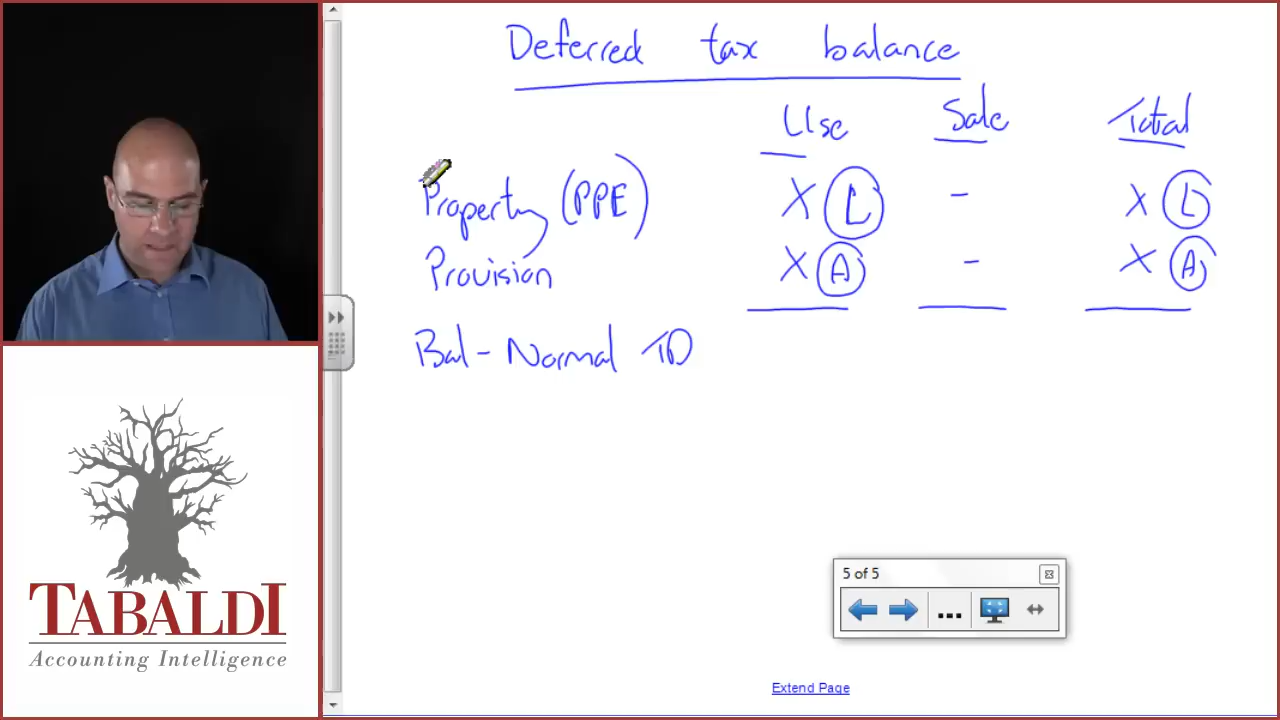 Deferred tax balance
Use Sale Total
Property (PPE) X L - X L
Provision X A - X A
Bal - Normal TD
TABALDI
Accounting Intelligence
5 of 5
...
Extend Page